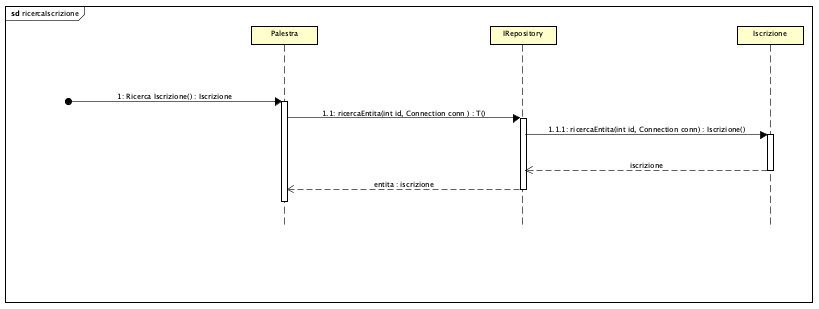 sd ricercaIscrizione
Palestra
IRepository
Iscrizione
1: Ricerca Iscrizione() : Iscrizione
1.1: ricercaEntita(int id, Connection conn ) : T()
1.1.1: ricercaEntita(int id, Connection conn) : Iscrizione()
iscrizione
entita : iscrizione